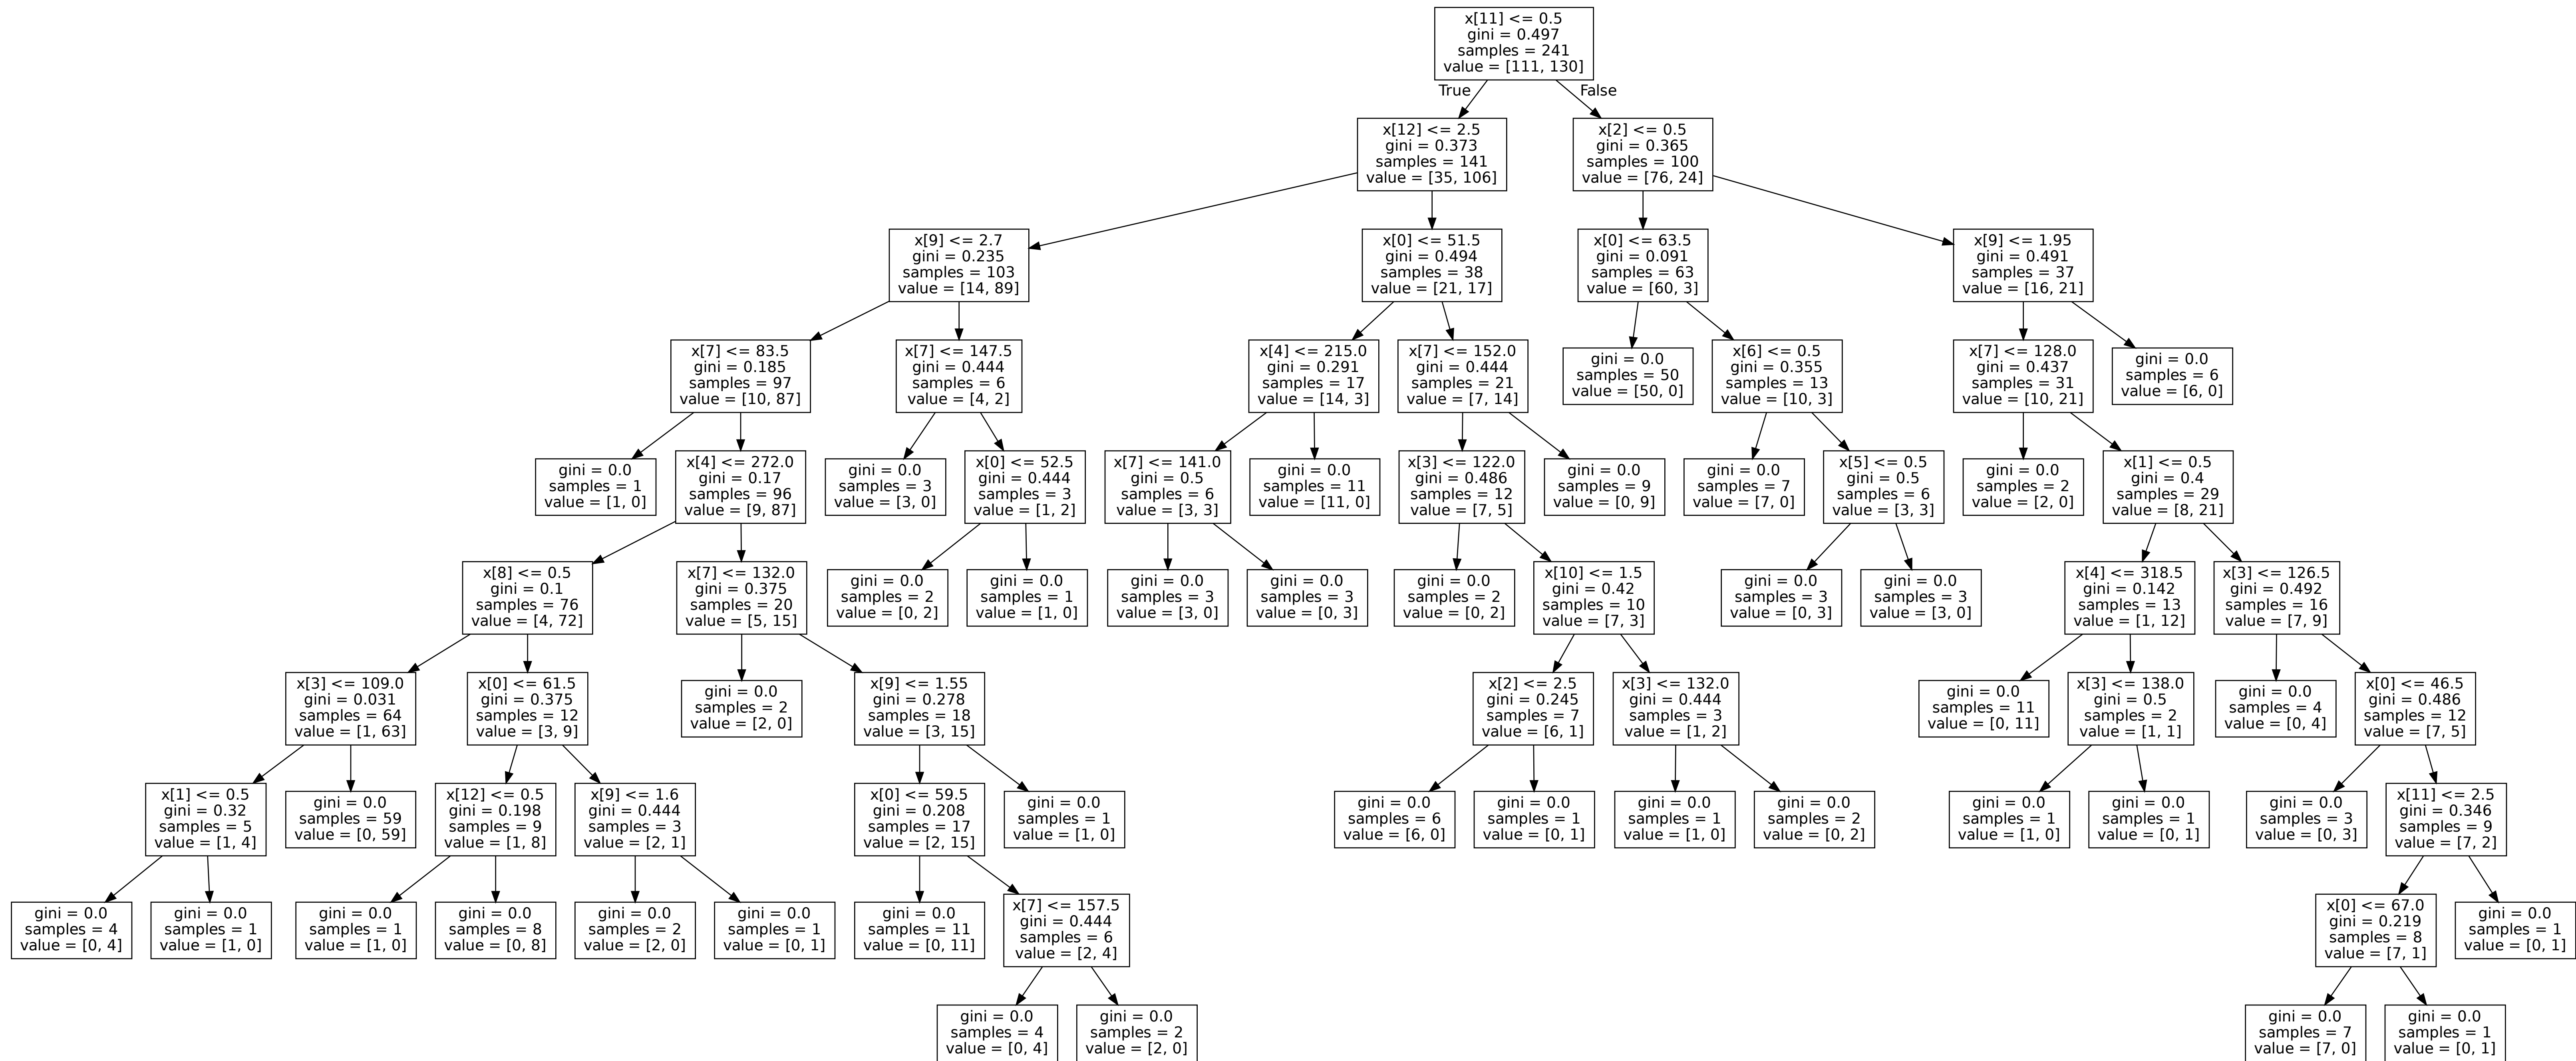 x[11] <= 0.5
gini = 0.497
samples = 241
value = [111, 130]
True
False
x[12] <= 2.5
gini = 0.373
samples = 141
value = [35, 106]
x[2] <= 0.5
gini = 0.365
samples = 100
value = [76, 24]
x[9] <= 2.7
gini = 0.235
samples = 103
value = [14, 89]
x[0] <= 51.5
gini = 0.494
samples = 38
value = [21, 17]
x[0] <= 63.5
gini = 0.091
samples = 63
value = [60, 3]
x[9] <= 1.95
gini = 0.491
samples = 37
value = [16, 21]
x[7] <= 83.5
gini = 0.185
samples = 97
value = [10, 87]
x[7] <= 147.5
gini = 0.444
samples = 6
value = [4, 2]
x[4] <= 215.0
gini = 0.291
samples = 17
value = [14, 3]
x[7] <= 152.0
gini = 0.444
samples = 21
value = [7, 14]
gini = 0.0
samples = 50
value = [50, 0]
x[6] <= 0.5
gini = 0.355
samples = 13
value = [10, 3]
x[7] <= 128.0
gini = 0.437
samples = 31
value = [10, 21]
gini = 0.0
samples = 6
value = [6, 0]
gini = 0.0
samples = 1
value = [1, 0]
x[4] <= 272.0
gini = 0.17
samples = 96
value = [9, 87]
gini = 0.0
samples = 3
value = [3, 0]
x[0] <= 52.5
gini = 0.444
samples = 3
value = [1, 2]
x[7] <= 141.0
gini = 0.5
samples = 6
value = [3, 3]
gini = 0.0
samples = 11
value = [11, 0]
x[3] <= 122.0
gini = 0.486
samples = 12
value = [7, 5]
gini = 0.0
samples = 9
value = [0, 9]
gini = 0.0
samples = 7
value = [7, 0]
x[5] <= 0.5
gini = 0.5
samples = 6
value = [3, 3]
gini = 0.0
samples = 2
value = [2, 0]
x[1] <= 0.5
gini = 0.4
samples = 29
value = [8, 21]
x[8] <= 0.5
gini = 0.1
samples = 76
value = [4, 72]
x[7] <= 132.0
gini = 0.375
samples = 20
value = [5, 15]
gini = 0.0
samples = 2
value = [0, 2]
gini = 0.0
samples = 1
value = [1, 0]
gini = 0.0
samples = 3
value = [3, 0]
gini = 0.0
samples = 3
value = [0, 3]
gini = 0.0
samples = 2
value = [0, 2]
x[10] <= 1.5
gini = 0.42
samples = 10
value = [7, 3]
gini = 0.0
samples = 3
value = [0, 3]
gini = 0.0
samples = 3
value = [3, 0]
x[4] <= 318.5
gini = 0.142
samples = 13
value = [1, 12]
x[3] <= 126.5
gini = 0.492
samples = 16
value = [7, 9]
x[3] <= 109.0
gini = 0.031
samples = 64
value = [1, 63]
x[0] <= 61.5
gini = 0.375
samples = 12
value = [3, 9]
gini = 0.0
samples = 2
value = [2, 0]
x[9] <= 1.55
gini = 0.278
samples = 18
value = [3, 15]
x[2] <= 2.5
gini = 0.245
samples = 7
value = [6, 1]
x[3] <= 132.0
gini = 0.444
samples = 3
value = [1, 2]
gini = 0.0
samples = 11
value = [0, 11]
x[3] <= 138.0
gini = 0.5
samples = 2
value = [1, 1]
gini = 0.0
samples = 4
value = [0, 4]
x[0] <= 46.5
gini = 0.486
samples = 12
value = [7, 5]
x[1] <= 0.5
gini = 0.32
samples = 5
value = [1, 4]
gini = 0.0
samples = 59
value = [0, 59]
x[12] <= 0.5
gini = 0.198
samples = 9
value = [1, 8]
x[9] <= 1.6
gini = 0.444
samples = 3
value = [2, 1]
x[0] <= 59.5
gini = 0.208
samples = 17
value = [2, 15]
gini = 0.0
samples = 1
value = [1, 0]
gini = 0.0
samples = 6
value = [6, 0]
gini = 0.0
samples = 1
value = [0, 1]
gini = 0.0
samples = 1
value = [1, 0]
gini = 0.0
samples = 2
value = [0, 2]
gini = 0.0
samples = 1
value = [1, 0]
gini = 0.0
samples = 1
value = [0, 1]
gini = 0.0
samples = 3
value = [0, 3]
x[11] <= 2.5
gini = 0.346
samples = 9
value = [7, 2]
gini = 0.0
samples = 4
value = [0, 4]
gini = 0.0
samples = 1
value = [1, 0]
gini = 0.0
samples = 1
value = [1, 0]
gini = 0.0
samples = 8
value = [0, 8]
gini = 0.0
samples = 2
value = [2, 0]
gini = 0.0
samples = 1
value = [0, 1]
gini = 0.0
samples = 11
value = [0, 11]
x[7] <= 157.5
gini = 0.444
samples = 6
value = [2, 4]
x[0] <= 67.0
gini = 0.219
samples = 8
value = [7, 1]
gini = 0.0
samples = 1
value = [0, 1]
gini = 0.0
samples = 4
value = [0, 4]
gini = 0.0
samples = 2
value = [2, 0]
gini = 0.0
samples = 7
value = [7, 0]
gini = 0.0
samples = 1
value = [0, 1]